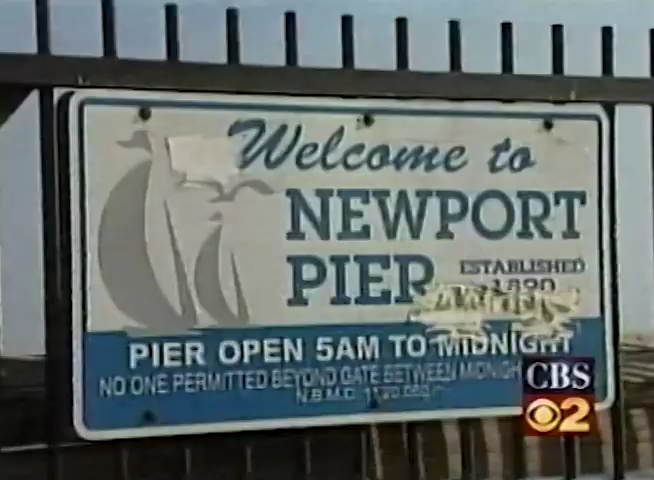 Welcome to
NEWPORT
PIER
ESTABLISHED
PIER OPEN 5AM TO MIDNIGHT
NO ONE PERMITTED BEYOND GATE BETWEEN
N.B.M.C.
CBS
2